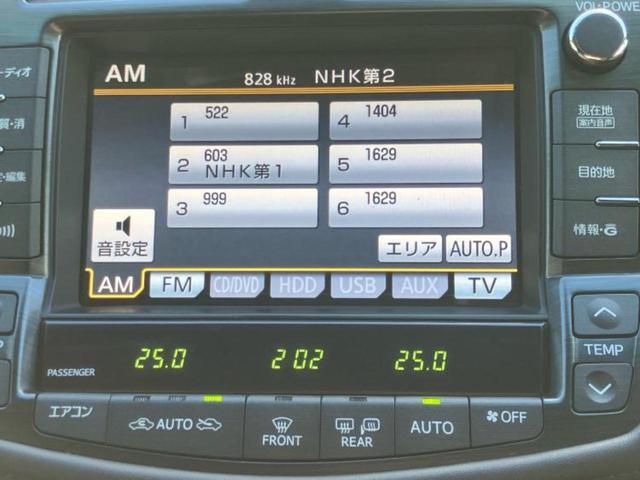 VOL·POWER
AM
828 kHz NHK第2
1 522
2 603 NHK第1
3 999
4 1404
5 1629
6 1629
音設定
エリア AUTO.P
AM FM CD/DVD HDD USB AUX TV
現在地
案内音声
目的地
情報・G
25.0 2:02 25.0
PASSENGER
TEMP
エアコン
AUTO
FRONT
REAR
AUTO
OFF